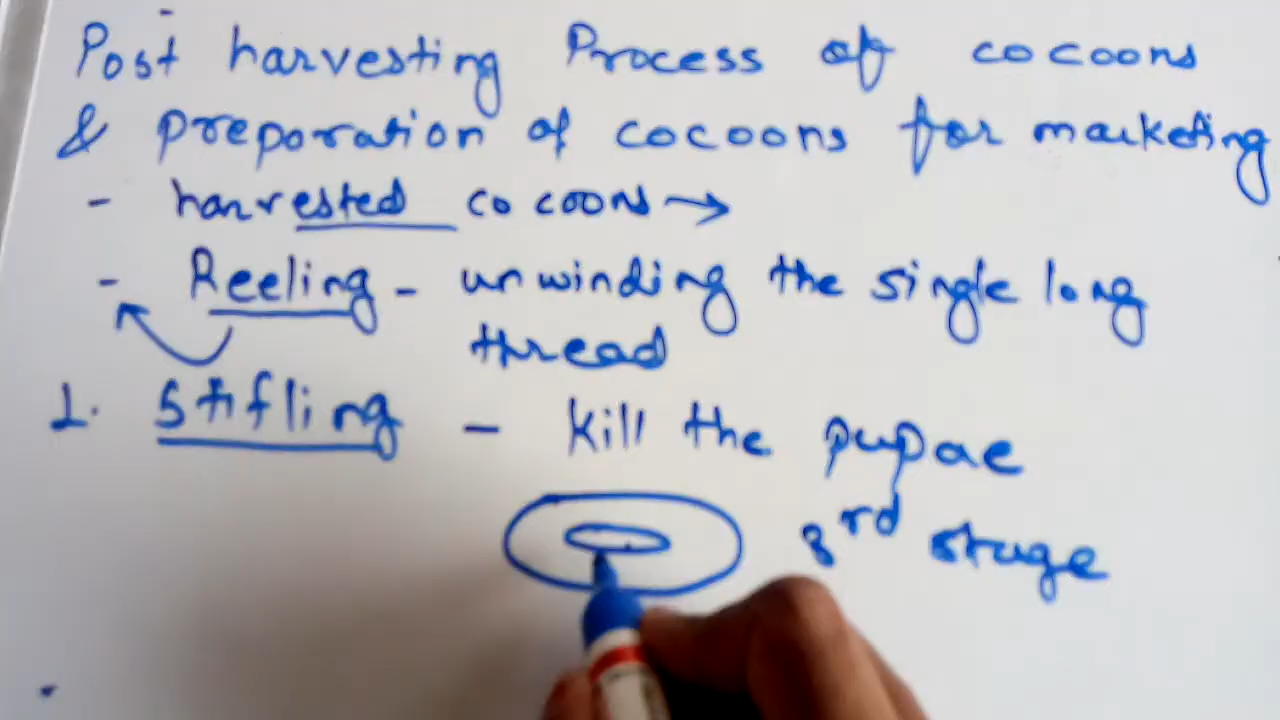 Post harvesting Process of cocoons
& preparation of cocoons for marketing
- harvested cocoons →
- Reeling - unwinding the single long
thread
1. Stifling - kill the pupae
3rd stage